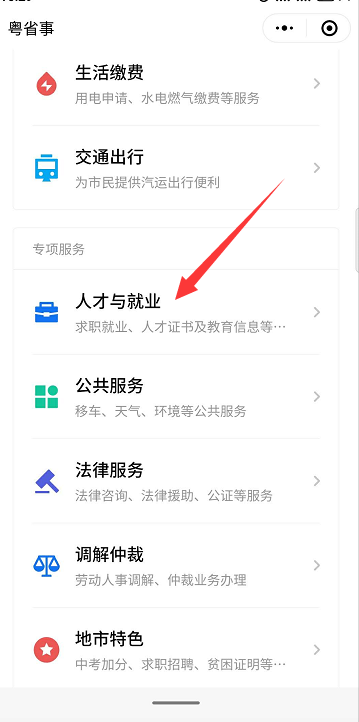 粤省事
生活缴费
用电申请、水电燃气缴费等服务
交通出行
为市民提供汽运出行便利
专项服务
人才与就业
求职就业、人才证书及教育信息等…
公共服务
移车、天气、环境等公共服务
法律服务
法律咨询、法律援助、公证等服务
调解仲裁
劳动人事调解、仲裁业务办理
地市特色
中考加分、求职招聘、贫困证明等…